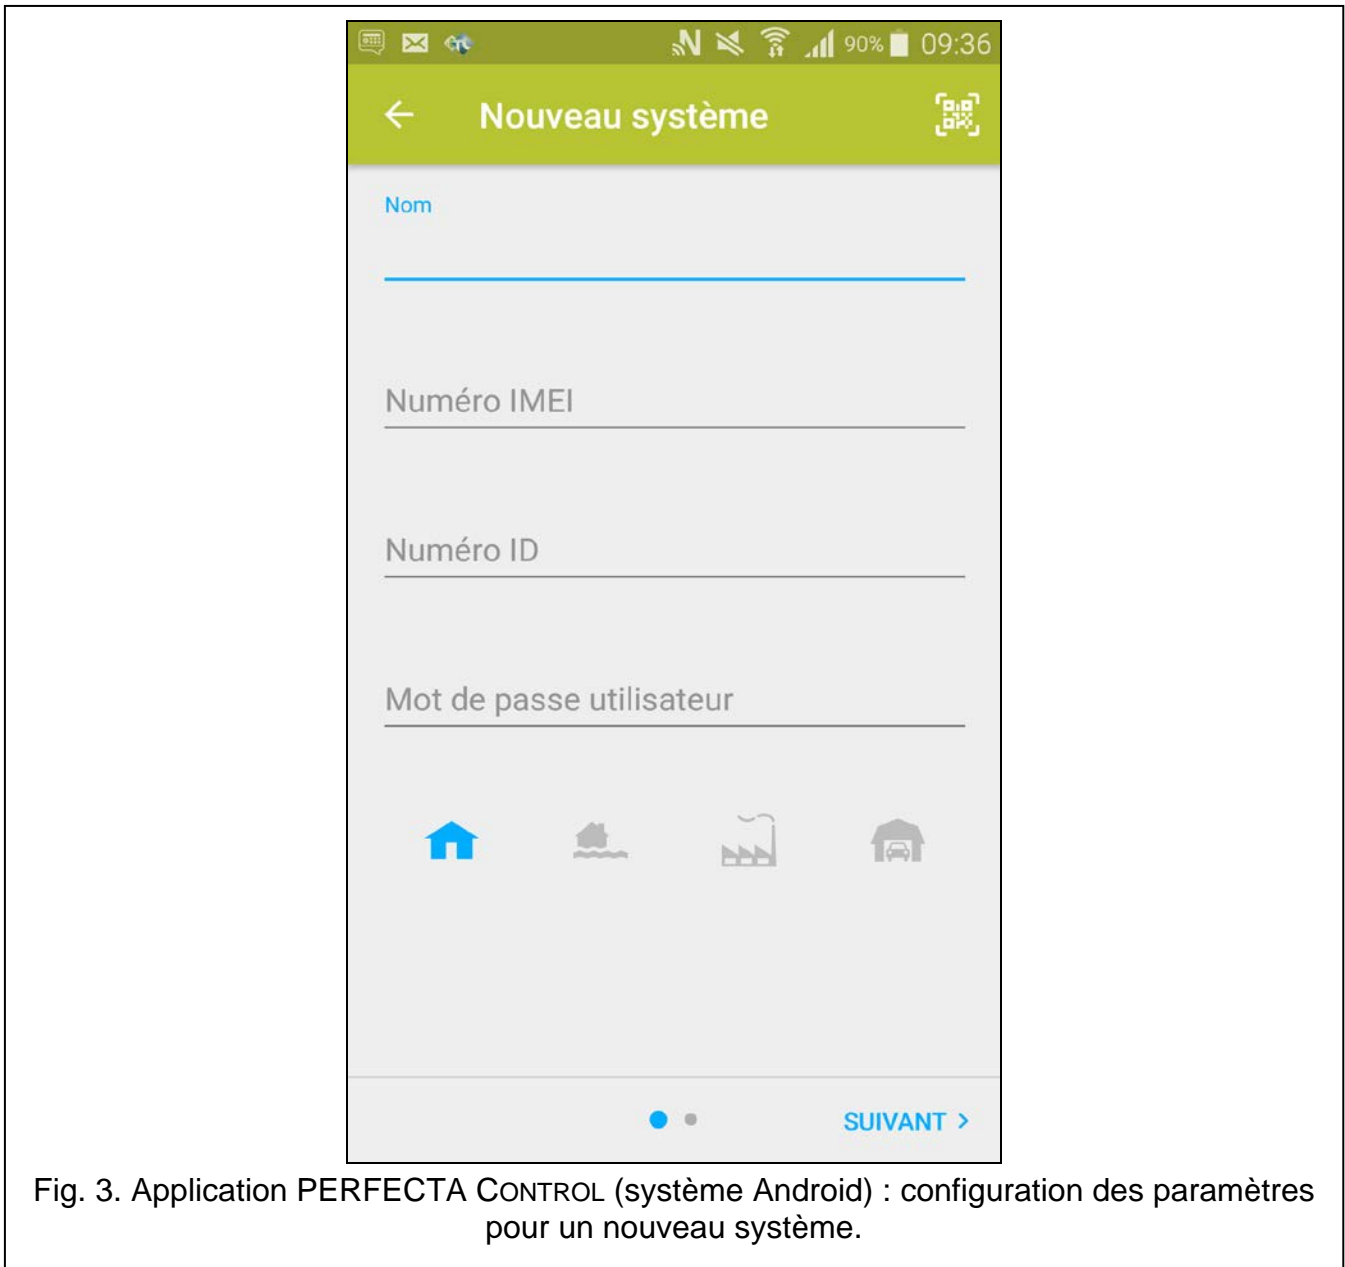 90% 09:36
Nouveau système
Nom
Numéro IMEI
Numéro ID
Mot de passe utilisateur
SUIVANT >
Fig. 3. Application PERFECTA CONTROL (système Android) : configuration des paramètres
pour un nouveau système.